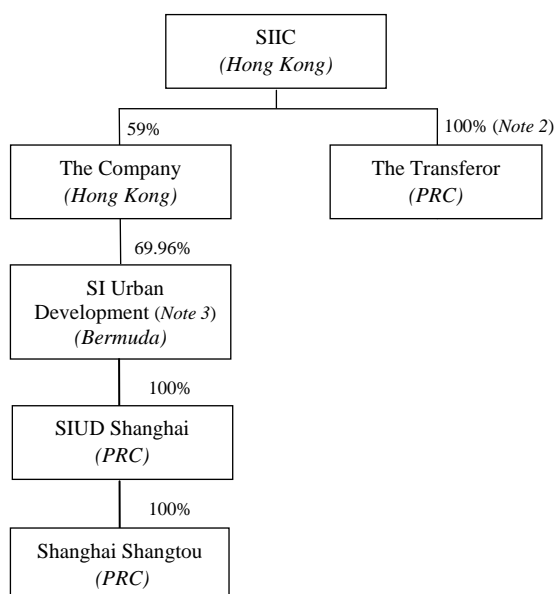 SIIC
(Hong Kong)
59%
100% (Note 2)
The Company
(Hong Kong)
The Transferor
(PRC)
69.96%
SI Urban
Development (Note 3)
(Bermuda)
100%
SIUD Shanghai
(PRC)
100%
Shanghai Shangtou
(PRC)